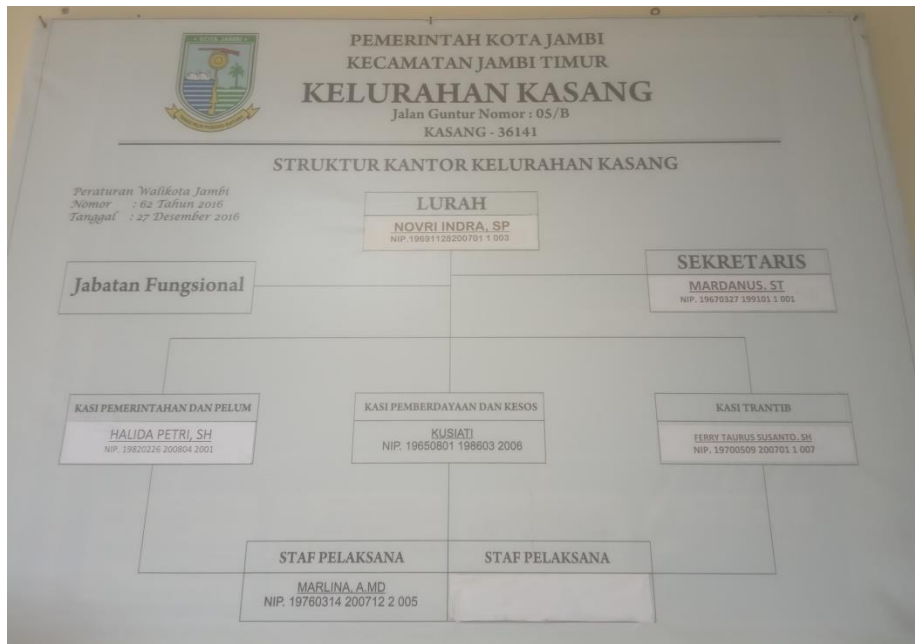 KOTA JAMBI
PEMERINTAH KOTA JAMBI
KECAMATAN JAMBI TIMUR
KELURAHAN KASANG
Jalan Guntur Nomor : 05/B
KASANG - 36141
STRUKTUR KANTOR KELURAHAN KASANG
Peraturan Walikota Jambi
Nomor : 62 Tahun 2016
Tanggal : 27 Desember 2016
LURAH
NOVRI INDRA, SP
NIP.19691128200701 1 003
Jabatan Fungsional
SEKRETARIS
MARDANUS. ST
NIP. 19670327 199101 1 001
KASI PEMERINTAHAN DAN PELUM
HALIDA PETRI, SH
NIP. 19820226 200804 2001
KASI PEMBERDAYAAN DAN KESOS
KUSIATI
NIP. 19650801 198603 2006
KASI TRANTIB
FERRY TAURUS SUSANTO. SH
NIP. 19700509 200701 1 007
STAF PELAKSANA
MARLINA, A.MD
NIP. 19760314 200712 2 005
STAF PELAKSANA